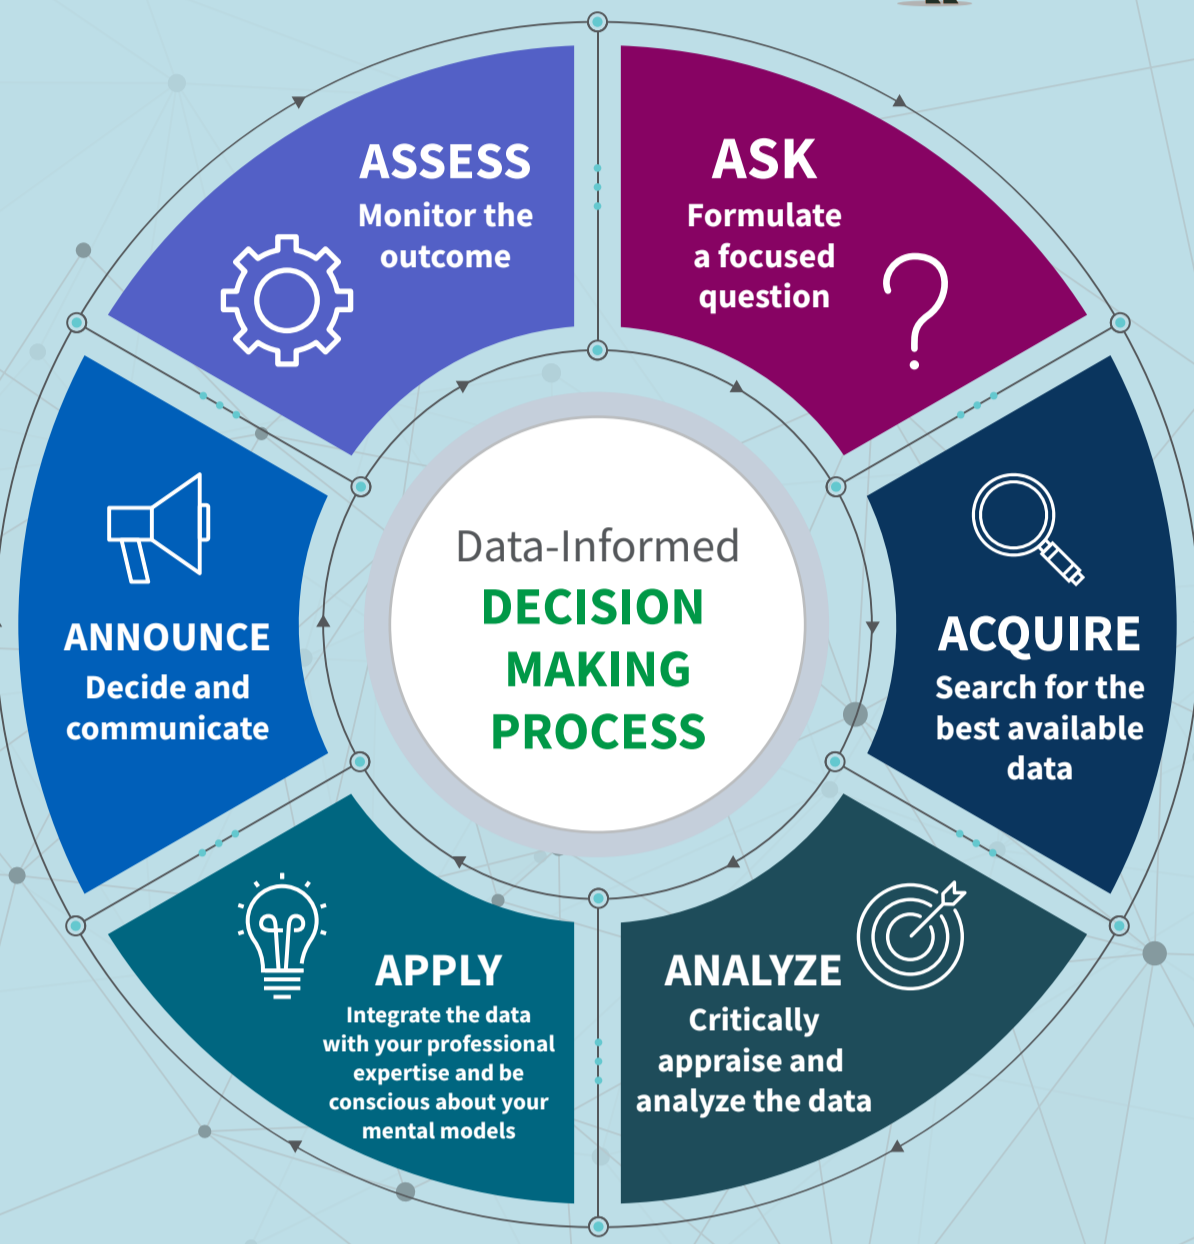 Data-Informed
DECISION
MAKING
PROCESS
ASK
Formulate
a focused
question
ACQUIRE
Search for the
best available
data
ANALYZE
Critically
appraise and
analyze the data
APPLY
Integrate the data
with your professional
expertise and be
conscious about your
mental models
ANNOUNCE
Decide and
communicate
ASSESS
Monitor the
outcome